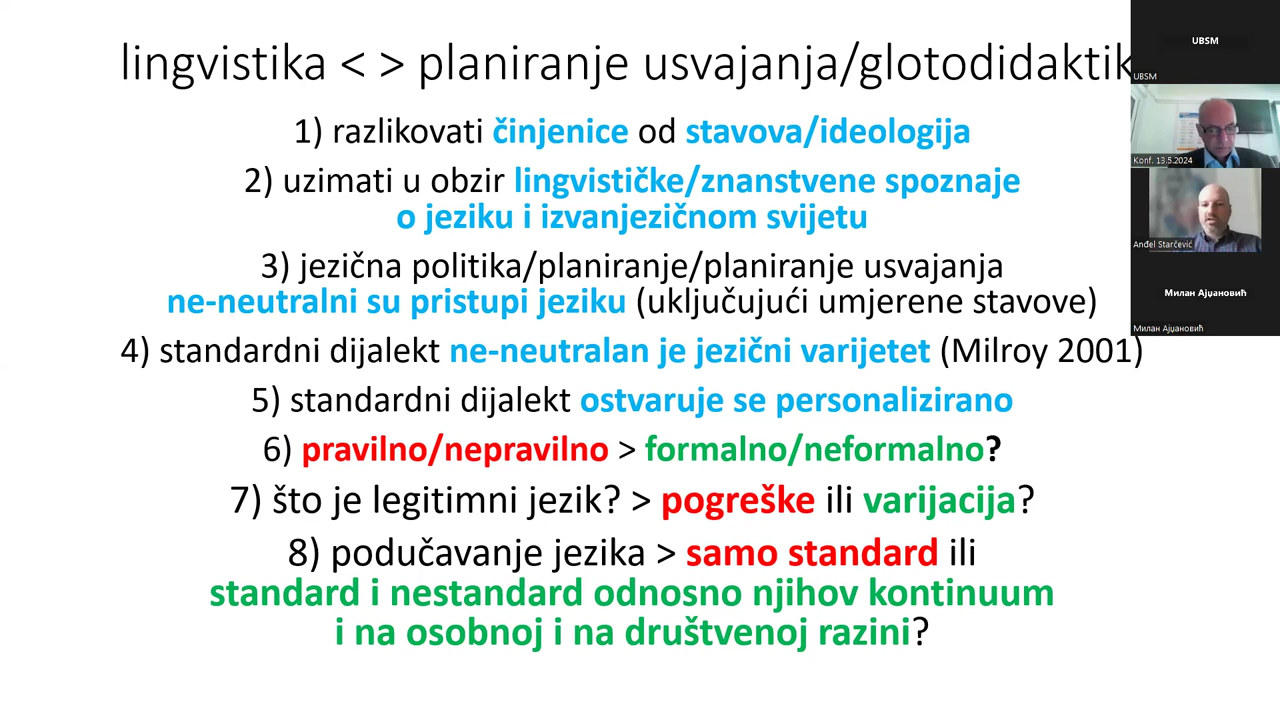 lingvistika < > planiranje usvajanja/glotodidaktik
1) razlikovati činjenice od stavova/ideologija
2) uzimati u obzir lingvističke/znanstvene spoznaje
o jeziku i izvanjezičnom svijetu
3) jezična politika/planiranje/planiranje usvajanja
ne-neutralni su pristupi jeziku (uključujući umjerene stavove)
4) standardni dijalekt ne-neutralan je jezični varijetet (Milroy 2001)
5) standardni dijalekt ostvaruje se personalizirano
6) pravilno/nepravilno > formalno/neformalno?
7) što je legitimni jezik? > pogreške ili varijacija?
8) podučavanje jezika > samo standard ili
standard i nestandard odnosno njihov kontinuum
i na osobnoj i na društvenoj razini?
UBSM
UBSM
Konf. 13.5.2024
Anđel Starčević
Милан Ајџановић
Милан Ајџановић